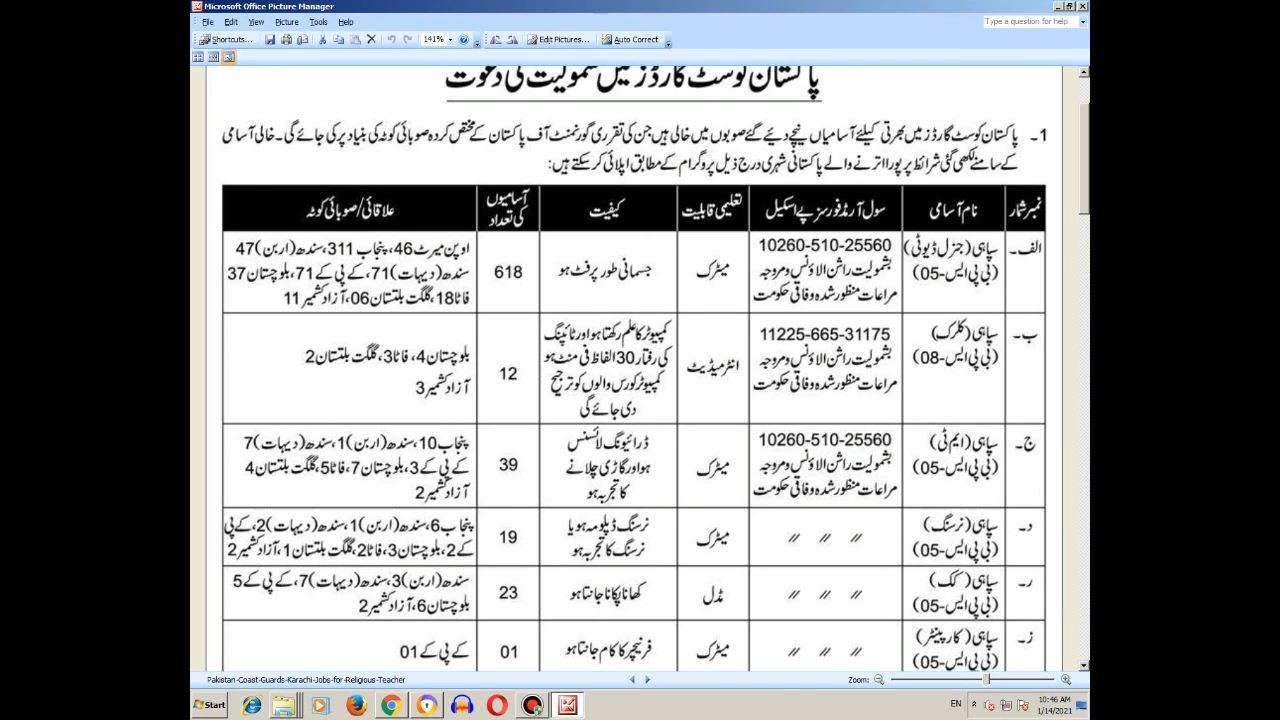 Microsoft Office Picture Manager
File Edit View Picture Tools Help
Type a question for help
Shortcuts... 141% Edit Pictures... Auto Correct
پاکستان کوسٹ گارڈز میں شمولیت کی دعوت
1۔ پاکستان کوسٹ گارڈز میں بھرتی کیلئے آسامیاں نیچے دیئے گئے صوبوں میں خالی ہیں جن کی تقرری گورنمنٹ آف پاکستان کے مختص کردہ صوبائی کوٹہ کی بنیاد پر کی جائے گی۔ خالی آسامی
کے سامنے لکھی گئی شرائط پر پورا اترنے والے پاکستانی شہری درج ذیل پروگرام کے مطابق اپلائی کر سکتے ہیں:
نمبر شمار نام آسامی سول آرمڈ فورسز پے اسکیل تعلیمی قابلیت کیفیت آسامیوں کی تعداد علاقائی/صوبائی کوٹہ
الف۔ سپاہی (جنرل ڈیوٹی) 10260-510-25560 اوپن میرٹ 46، پنجاب 311، سندھ (اربن) 47
(بی پی ایس-05) بشمولیت راشن الاؤنس و مروجہ میٹرک جسمانی طور پر فٹ ہو 618 سندھ (دیہات) 71، کے پی کے 71، بلوچستان 37
مراعات منظور شدہ وفاقی حکومت فاٹا 18، گلگت بلتستان 06، آزاد کشمیر 11
ب۔ سپاہی (کلرک) 11225-665-31175 کمپیوٹر کا علم رکھتا ہو اور ٹائپنگ
(بی پی ایس-08) بشمولیت راشن الاؤنس و مروجہ انٹرمیڈیٹ کی رفتار 30 الفاظ فی منٹ ہو 12 بلوچستان 4، فاٹا 3، گلگت بلتستان 2
مراعات منظور شدہ وفاقی حکومت کمپیوٹر کورس والوں کو ترجیح آزاد کشمیر 3
دی جائے گی
ج۔ سپاہی (ایم ٹی) 10260-510-25560 ڈرائیونگ لائسنس پنجاب 10، سندھ (اربن) 1، سندھ (دیہات) 7
(بی پی ایس-05) بشمولیت راشن الاؤنس و مروجہ میٹرک ہو اور گاڑی چلانے 39 کے پی کے 3، بلوچستان 7، فاٹا 5، گلگت بلتستان 4
مراعات منظور شدہ وفاقی حکومت کا تجربہ ہو آزاد کشمیر 2
د۔ سپاہی (نرسنگ) نرسنگ ڈپلومہ ہو یا پنجاب 6، سندھ (اربن) 1، سندھ (دیہات) 2، کے پی
(بی پی ایس-05) // // // میٹرک نرسنگ کا تجربہ ہو 19 کے 2، بلوچستان 3، فاٹا 2، گلگت بلتستان 1، آزاد کشمیر 2
ر۔ سپاہی (کک) // // // مڈل کھانا پکانا جانتا ہو 23 سندھ (اربن) 3، سندھ (دیہات) 7، کے پی کے 5
(بی پی ایس-05) بلوچستان 6، آزاد کشمیر 2
ز۔ سپاہی (کارپینٹر) // // // میٹرک فرنیچر کا کام جانتا ہو 01 کے پی کے 01
(بی پی ایس-05)
Pakistan-Coast-Guards-Karachi-Jobs-for-Religious-Teacher Zoom:
Start EN 10:46 AM
1/14/2021